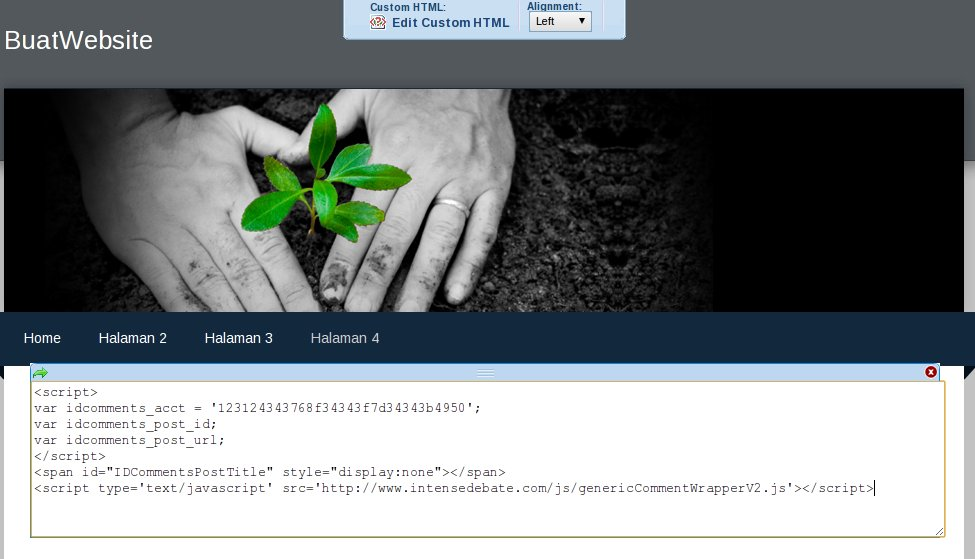 Custom HTML:
Alignment:
Edit Custom HTML
Left
BuatWebsite
Home
Halaman 2
Halaman 3
Halaman 4
<script>
var idcomments_acct = '123124343768f34343f7d34343b4950';
var idcomments_post_id;
var idcomments_post_url;
</script>
<span id="IDCommentsPostTitle" style="display:none"></span>
<script type='text/javascript' src='http://www.intensedebate.com/js/genericCommentWrapperV2.js'></script>